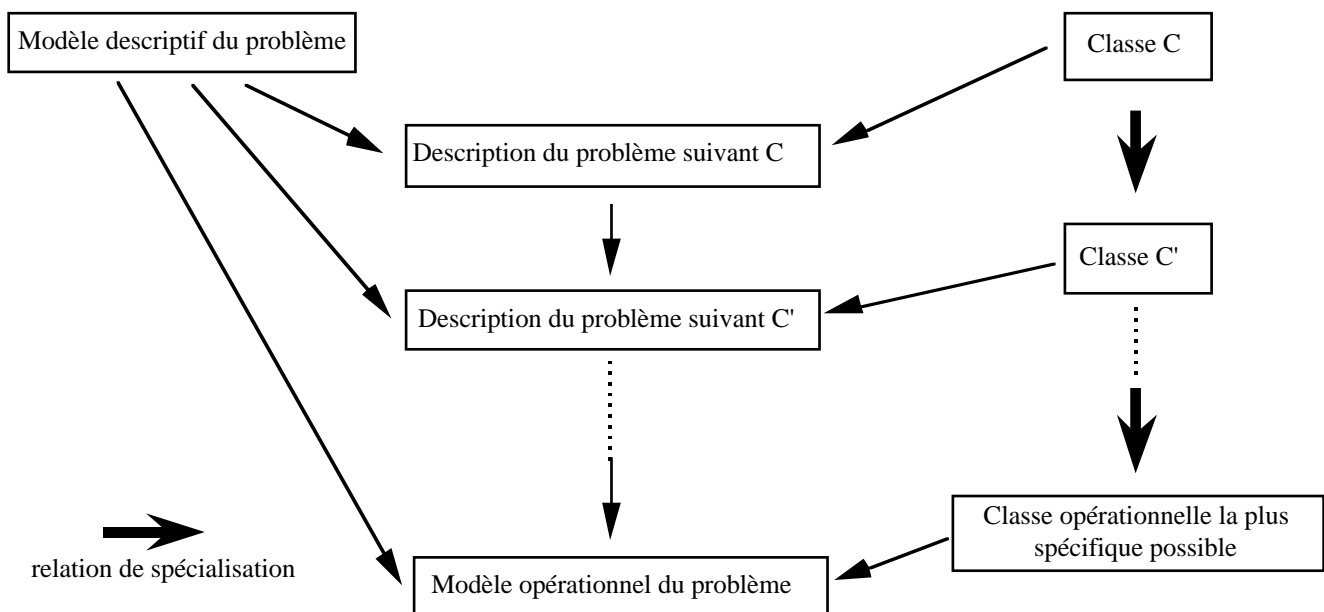 Modèle descriptif du problème
Classe C
Description du problème suivant C
Classe C'
Description du problème suivant C'
Classe opérationnelle la plus
spécifique possible
relation de spécialisation
Modèle opérationnel du problème